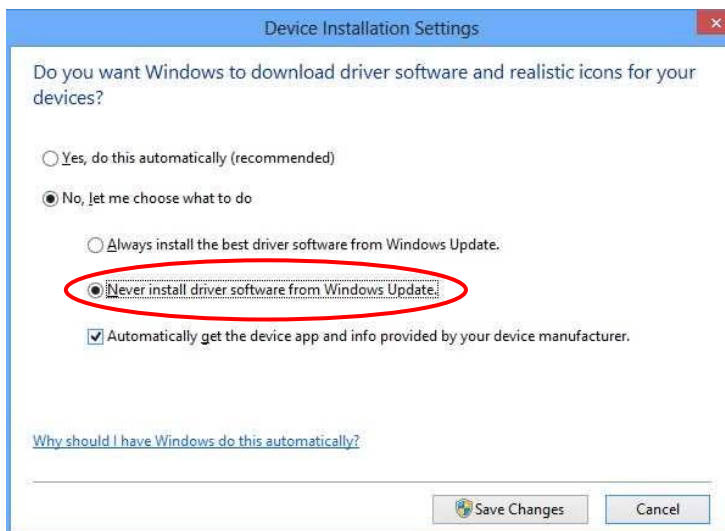 Device Installation Settings
Do you want Windows to download driver software and realistic icons for your
devices?
Yes, do this automatically (recommended)
No, let me choose what to do
Always install the best driver software from Windows Update.
Never install driver software from Windows Update.
Automatically get the device app and info provided by your device manufacturer.
Why should I have Windows do this automatically?
Save Changes
Cancel